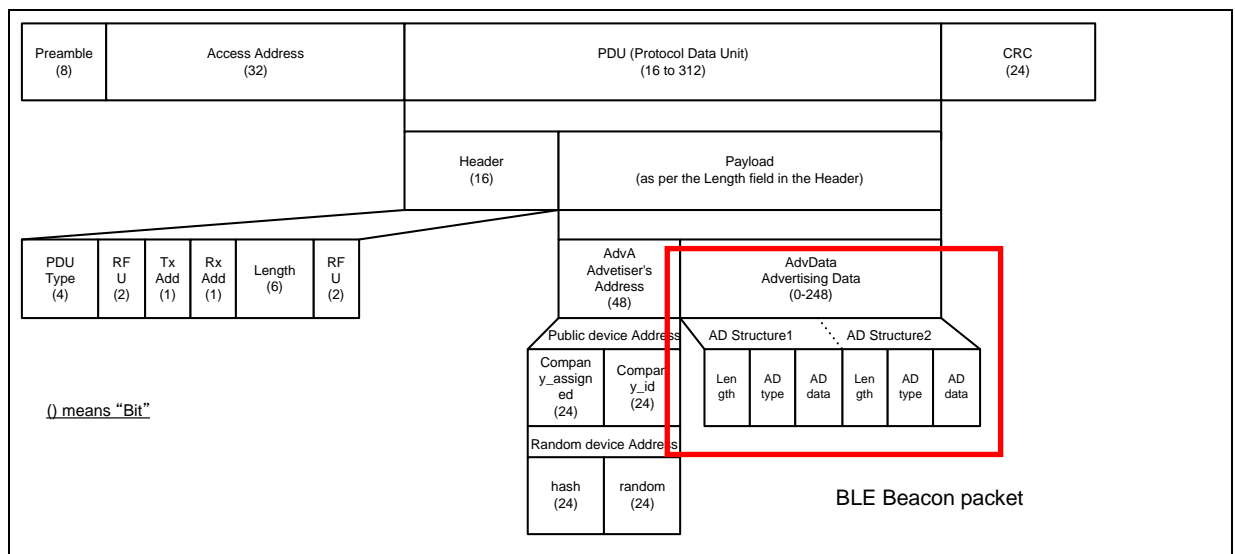 Preamble
(8)
Access Address
(32)
PDU (Protocol Data Unit)
(16 to 312)
CRC
(24)
Header
(16)
Payload
(as per the Length field in the Header)
PDU
Type
(4)
RF
U
(2)
Tx
Add
(1)
Rx
Add
(1)
Length
(6)
RF
U
(2)
AdvA
Advetiser's
Address
(48)
AdvData
Advertising Data
(0-248)
Public device Address
AD Structure1
AD Structure2
Compan
y_assign
ed
(24)
Compan
y_id
(24)
Len
gth
AD
type
AD
data
Len
gth
AD
type
AD
data
() means “Bit”
Random device Address
hash
(24)
random
(24)
BLE Beacon packet